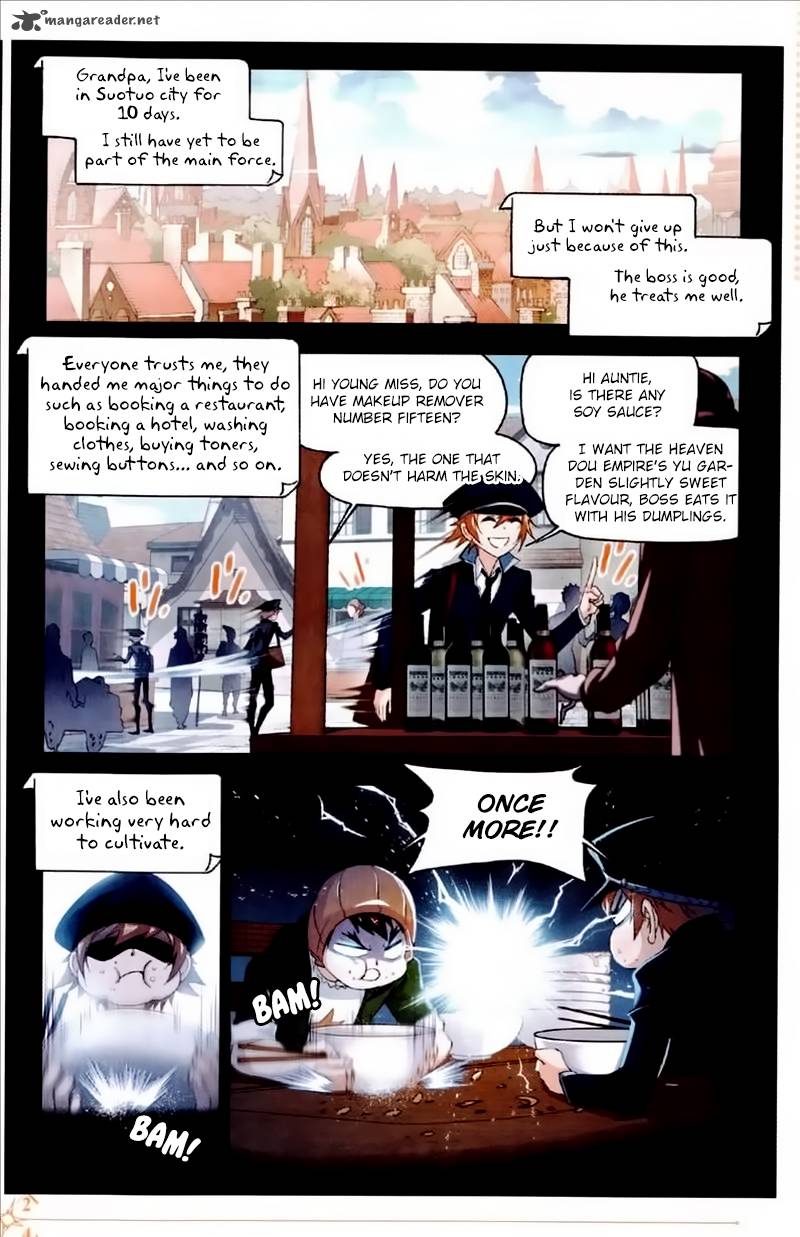 mangareader.net
Grandpa, I've been
in Suotuo city for
10 days.
I still have yet to be
part of the main force.
But I won't give up
just because of this.
The boss is good,
he treats me well.
Everyone trusts me, they
handed me major things to do
such as booking a restaurant,
booking a hotel, washing
clothes, buying toners,
sewing buttons... and so on.
HI YOUNG MISS, DO YOU
HAVE MAKEUP REMOVER
NUMBER FIFTEEN?
YES, THE ONE THAT
DOESN'T HARM THE SKIN.
HI AUNTIE,
IS THERE ANY
SOY SAUCE?
I WANT THE HEAVEN
DOU EMPIRE'S YU GAR-
DEN SLIGHTLY SWEET
FLAVOUR, BOSS EATS IT
WITH HIS DUMPLINGS.
I've also been
working very hard
to cultivate.
ONCE
MORE!!
BAM!
BAM!
2